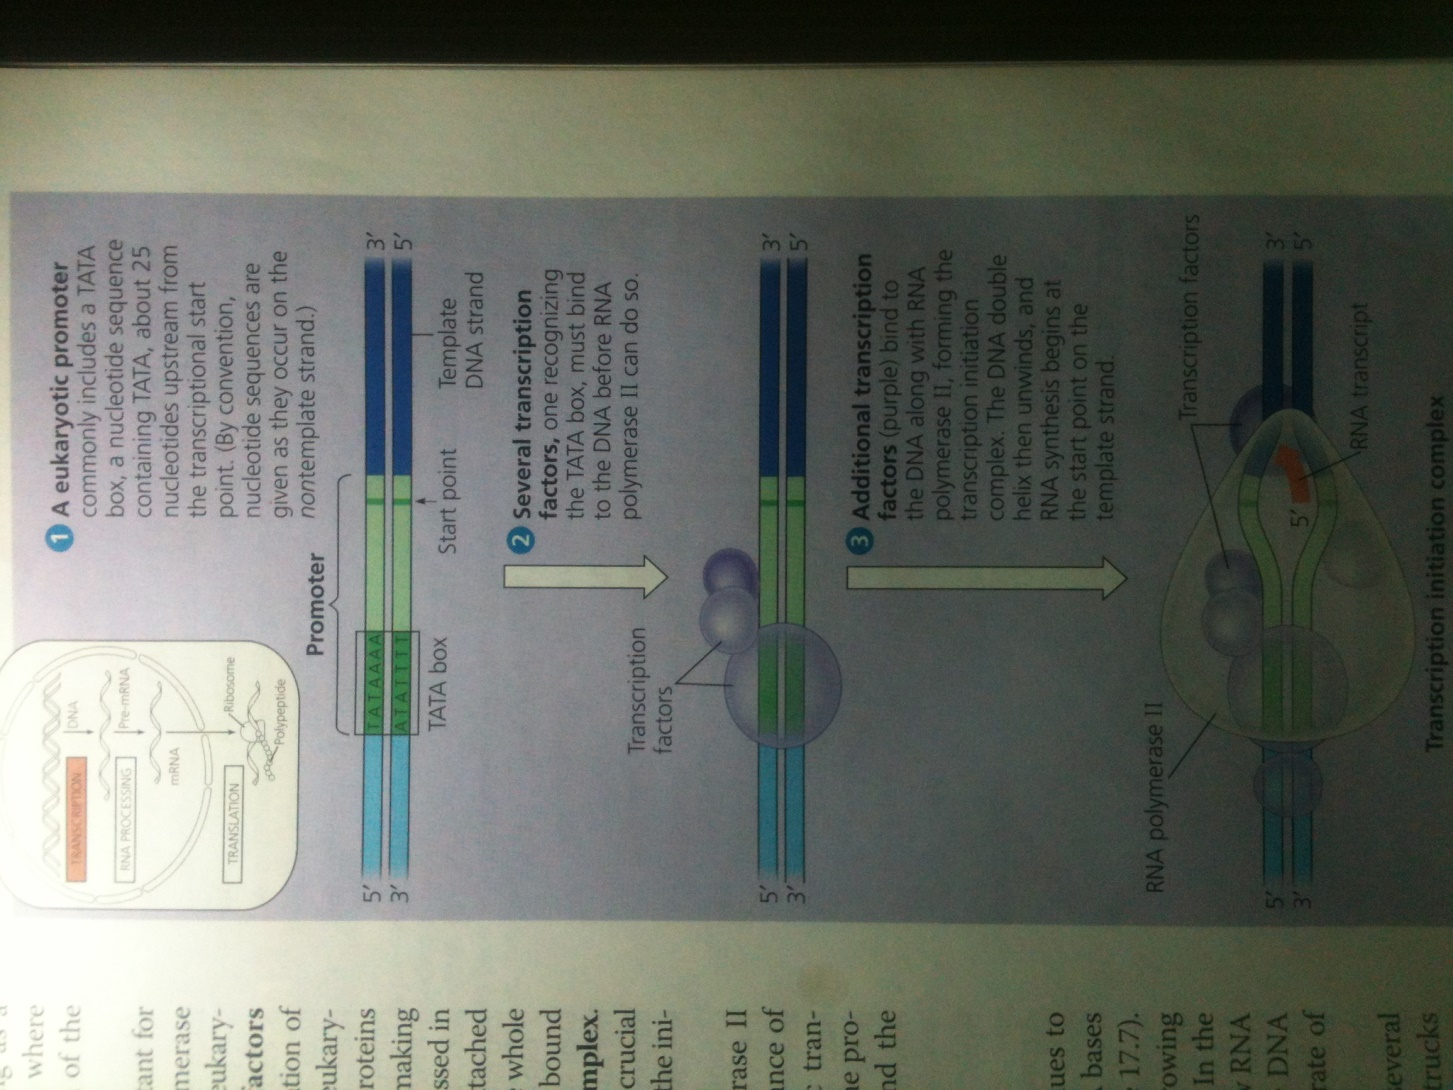 g as a
where
of the
tant for
merase
eukary-
factors
tion of
eukary-
proteins
making
ssed in
ttached
whole
bound
mplex.
crucial
the ini-
rase II
nce of
tran-
e pro-
nd the
ues to
bases
17.7).
owing
In the
RNA
DNA
ate of
everal
trucks
TRANSCRIPTION
DNA
RNA PROCESSING
Pre-mRNA
mRNA
TRANSLATION
Ribosome
Polypeptide
1 A eukaryotic promoter
commonly includes a TATA
box, a nucleotide sequence
containing TATA, about 25
nucleotides upstream from
the transcriptional start
point. (By convention,
nucleotide sequences are
given as they occur on the
nontemplate strand.)
Promoter
5′ TATAAAA 3′
3′ ATATTTT 5′
TATA box
Start point
Template
DNA strand
2 Several transcription
factors, one recognizing
the TATA box, must bind
to the DNA before RNA
polymerase II can do so.
Transcription
factors
5′ 3′
3′ 5′
3 Additional transcription
factors (purple) bind to
the DNA along with RNA
polymerase II, forming the
transcription initiation
complex. The DNA double
helix then unwinds, and
RNA synthesis begins at
the start point on the
template strand.
RNA polymerase II
Transcription factors
5′ 3′
5′
3′ 5′
RNA transcript
Transcription initiation complex